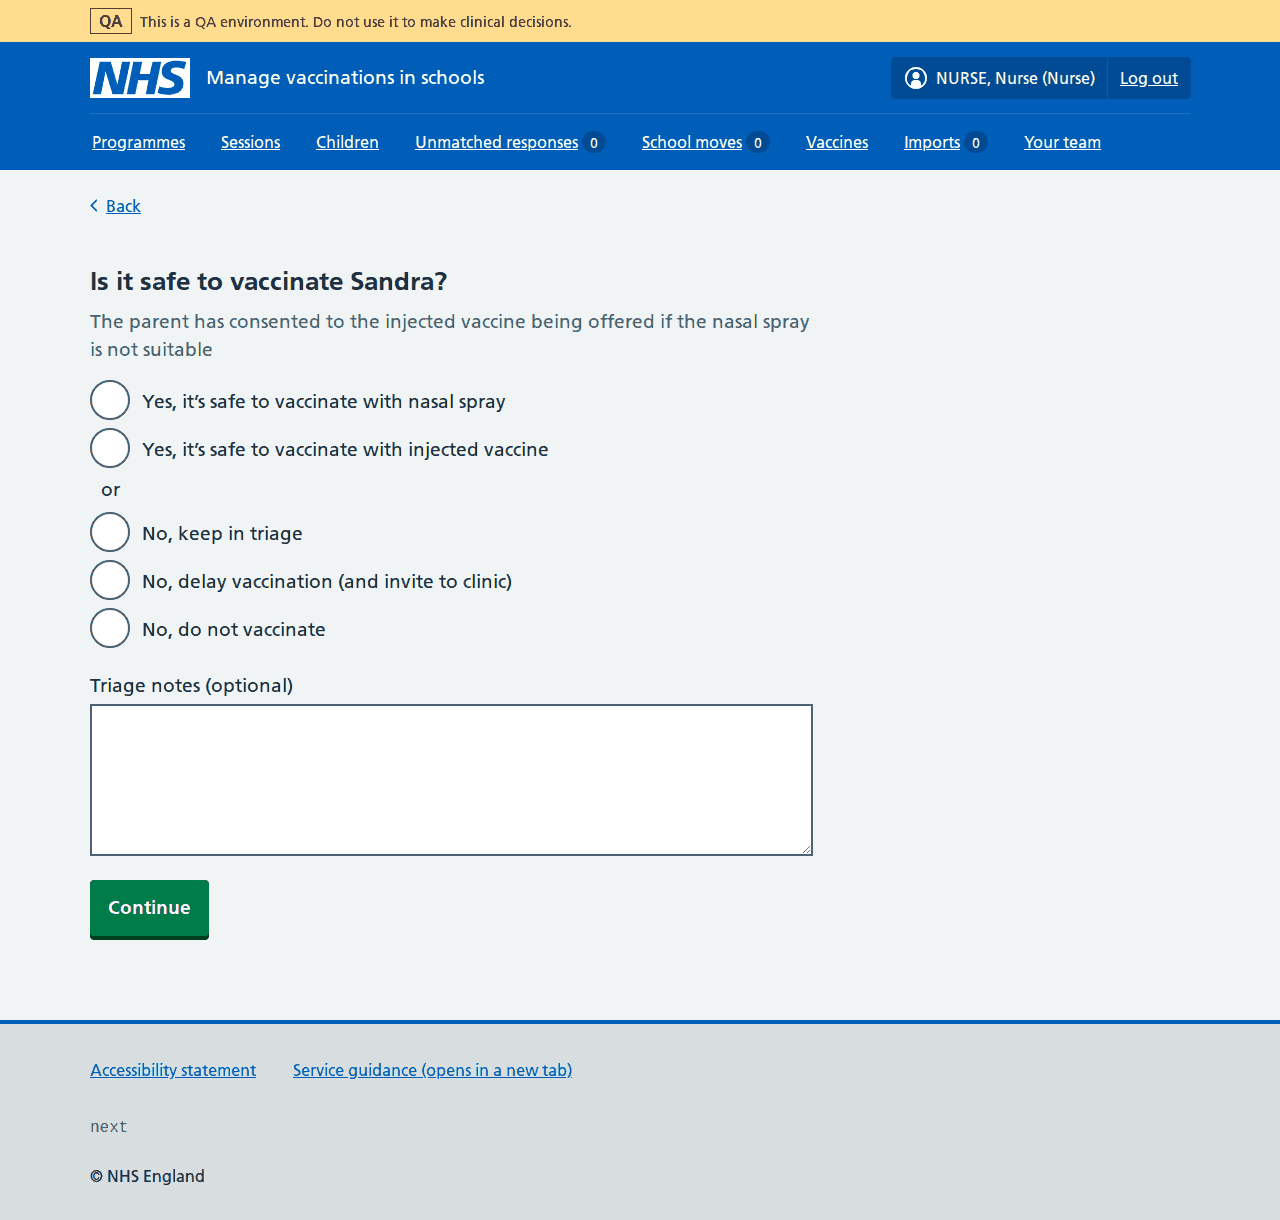 QA This is a QA environment. Do not use it to make clinical decisions.
NHS Manage vaccinations in schools NURSE, Nurse (Nurse) Log out
Programmes Sessions Children Unmatched responses 0 School moves 0 Vaccines Imports 0 Your team
Back
Is it safe to vaccinate Sandra?
The parent has consented to the injected vaccine being offered if the nasal spray
is not suitable
Yes, it’s safe to vaccinate with nasal spray
Yes, it’s safe to vaccinate with injected vaccine
or
No, keep in triage
No, delay vaccination (and invite to clinic)
No, do not vaccinate
Triage notes (optional)
Continue
Accessibility statement Service guidance (opens in a new tab)
next
© NHS England